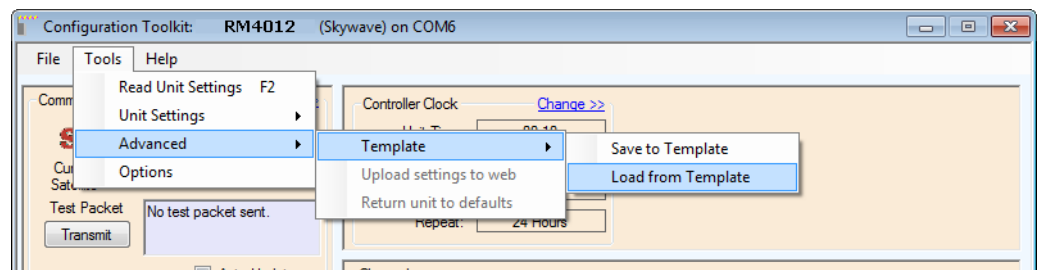 Configuration Toolkit: RM4012 (Skywave) on COM6
File Tools Help
Read Unit Settings F2
Unit Settings
Advanced
Options
Template
Upload settings to web
Return unit to defaults
Save to Template
Load from Template
Controller Clock Change >>
Test Packet
Transmit
No test packet sent.
Repeat: 24 Hours